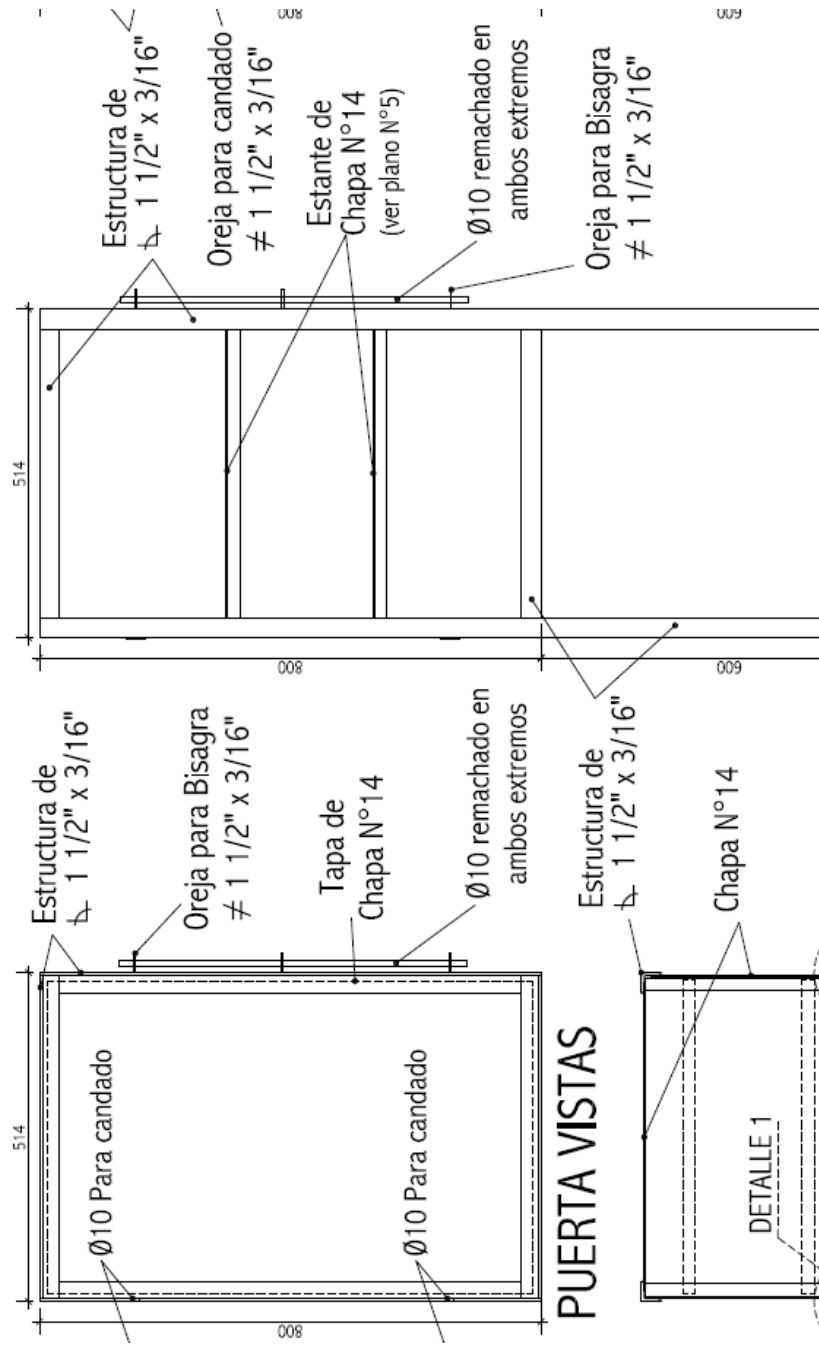 008
009
Estructura de
1 1/2" x 3/16"
Oreja para candado
≠ 1 1/2" x 3/16"
Estante de
Chapa N°14
(ver plano N°5)
Ø10 remachado en
ambos extremos
Oreja para Bisagra
≠ 1 1/2" x 3/16"
514
800
600
Estructura de
1 1/2" x 3/16"
Oreja para Bisagra
≠ 1 1/2" x 3/16"
Tapa de
Chapa N°14
Ø10 remachado en
ambos extremos
Estructura de
1 1/2" x 3/16"
Chapa N°14
514
Ø10 Para candado
Ø10 Para candado
800
PUERTA VISTAS
DETALLE 1